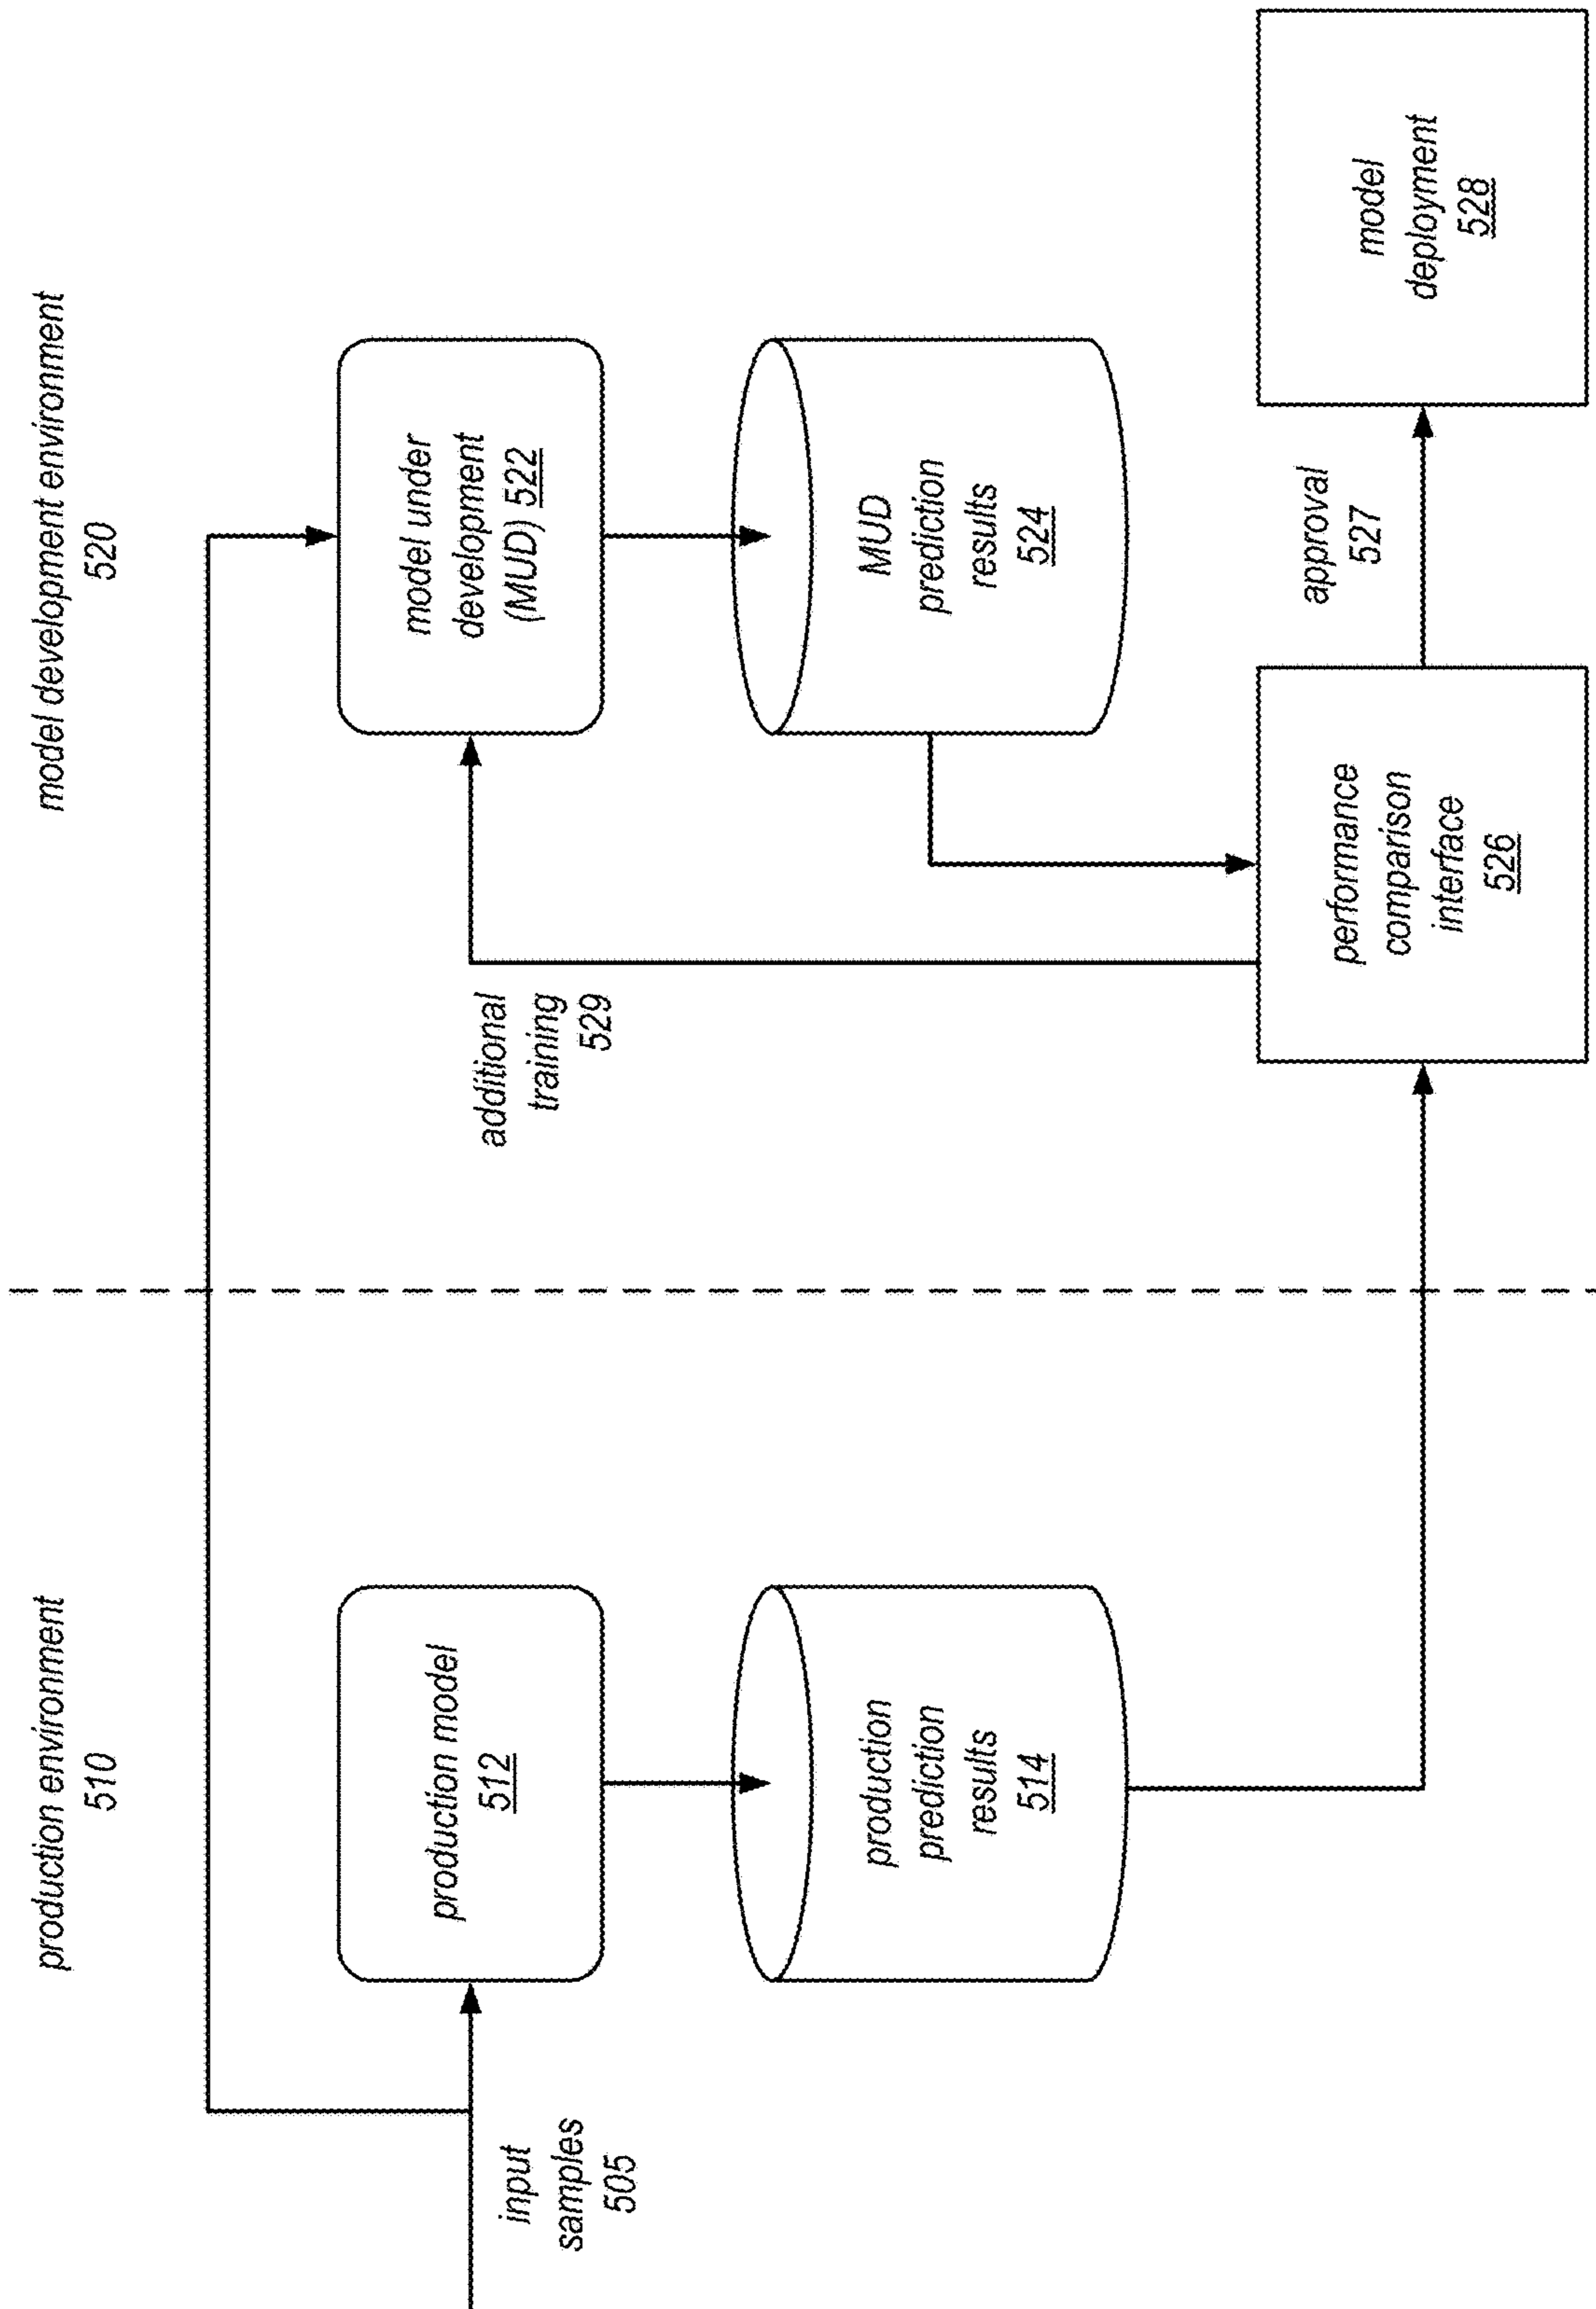 production environment
510
model development environment
520
input
samples
505
production model
512
production
prediction
results
514
additional
training
529
model under
development
(MUD) 522
MUD
prediction
results
524
performance
comparison
interface
526
approval
527
model
deployment
528